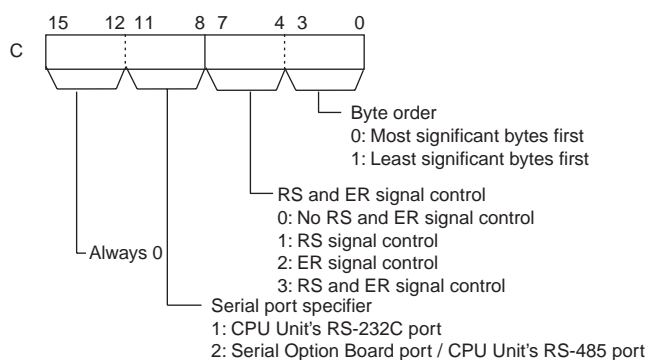 15 12 11 8 7 4 3 0
C
Byte order
0: Most significant bytes first
1: Least significant bytes first
RS and ER signal control
0: No RS and ER signal control
1: RS signal control
2: ER signal control
3: RS and ER signal control
Always 0
Serial port specifier
1: CPU Unit's RS-232C port
2: Serial Option Board port / CPU Unit's RS-485 port